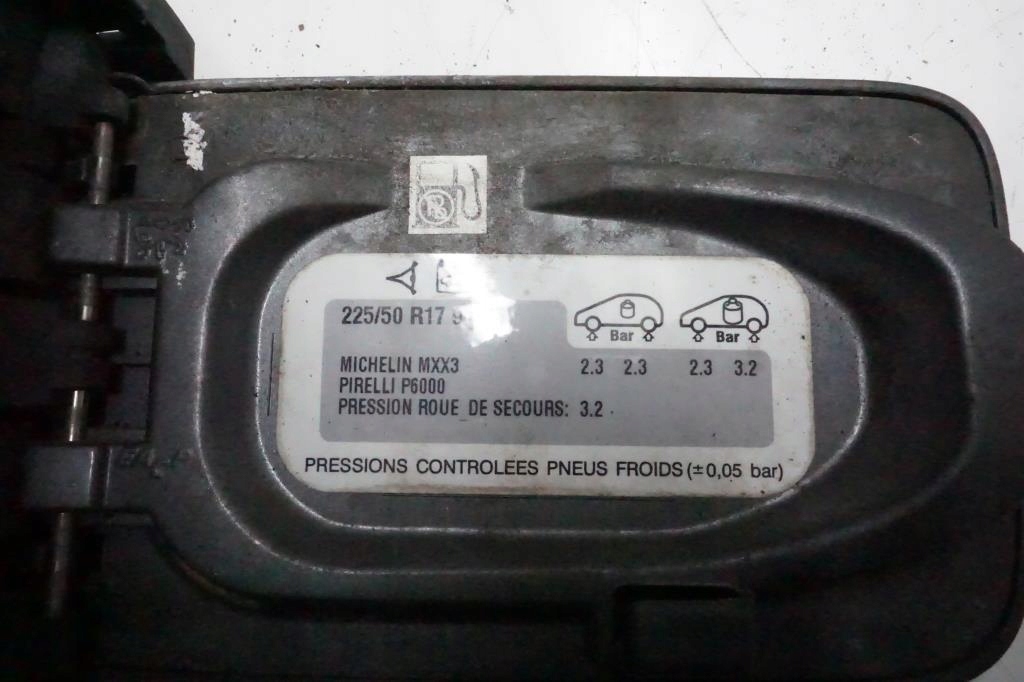 225/50 R17
Bar Bar
MICHELIN MXX3 2.3 2.3 2.3 3.2
PIRELLI P6000
PRESSION ROUE DE SECOURS: 3.2
PRESSIONS CONTROLEES PNEUS FROIDS (±0,05 bar)